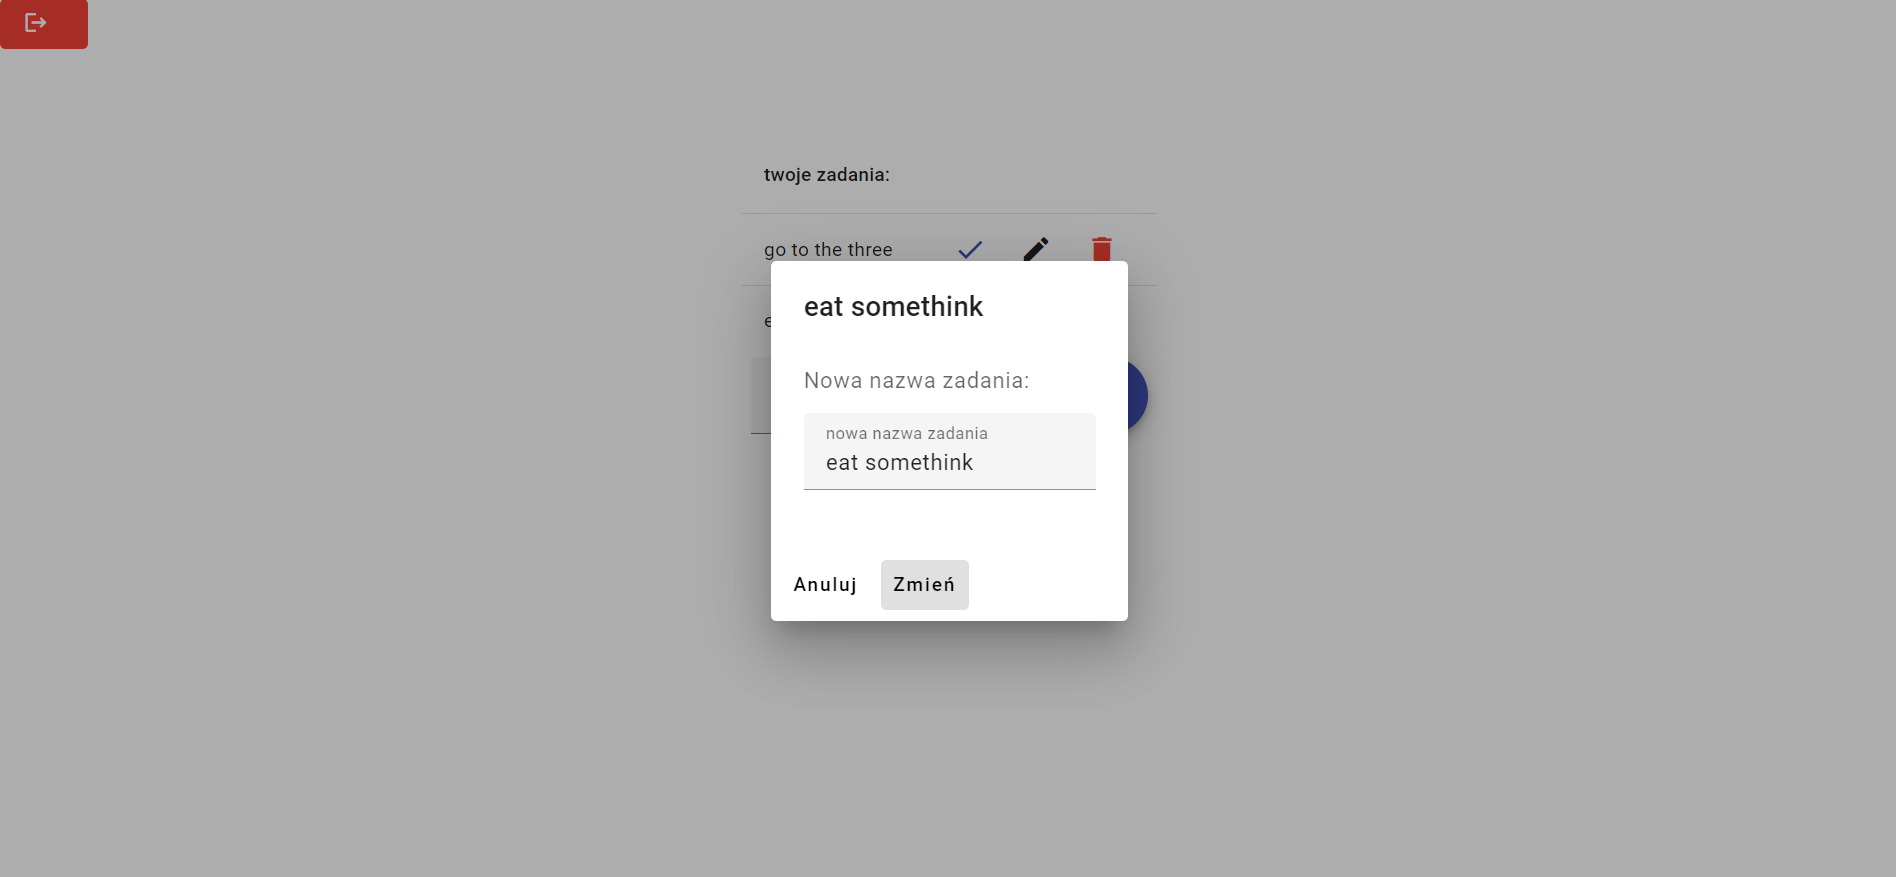 twoje zadania:
go to the three
eat somethink
Nowa nazwa zadania:
nowa nazwa zadania
eat somethink
Anuluj
Zmień